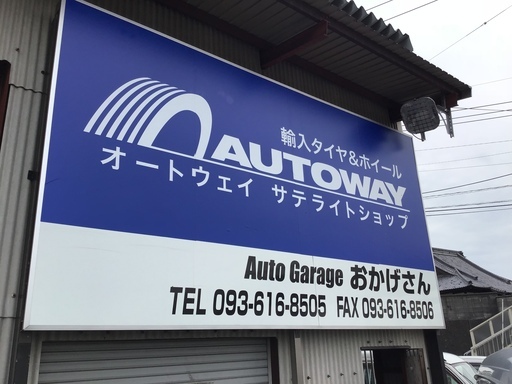 輸入タイヤ&ホイール
AUTOWAY
オートウェイ サテライトショップ
Auto Garage おかげさん
TEL 093-616-8505 FAX 093-616-8506